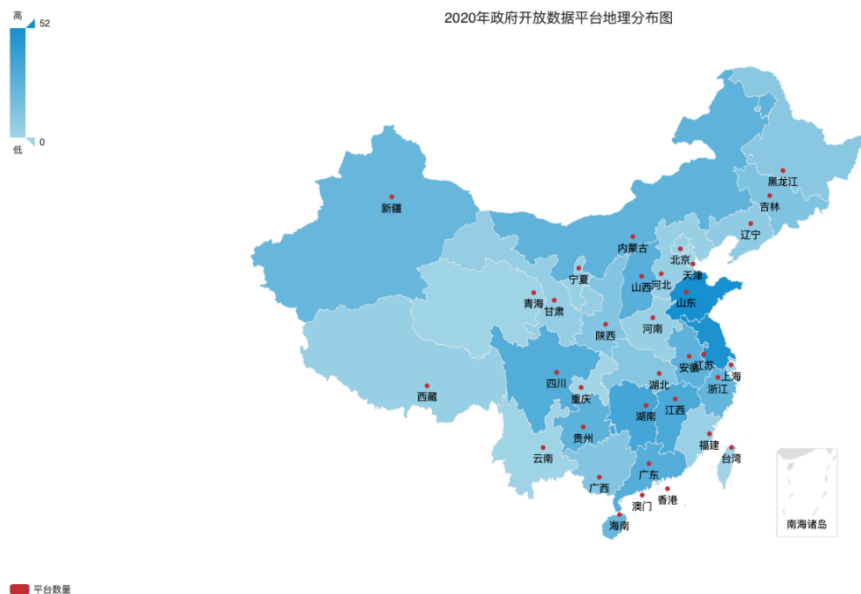 2020年政府开放数据平台地理分布图
高
52
0
低
黑龙江
吉林
新疆
辽宁
内蒙古
北京
天津
宁夏
山西
河北
青海
甘肃
山东
陕西
河南
安徽
江苏
上海
四川
湖北
浙江
西藏
重庆
湖南
江西
贵州
福建
云南
台湾
广东
广西
香港
澳门
海南
南海诸岛
平台数量